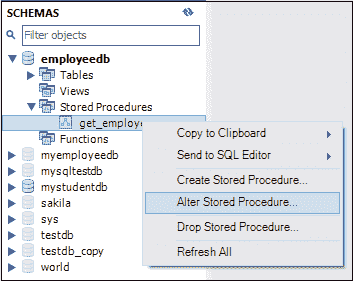 SCHEMAS
Filter objects
employeedb
Tables
Views
Stored Procedures
get_employe
Functions
myemployeedb
mysqltestdb
mystudentdb
sakila
sys
testdb
testdb_copy
world
Copy to Clipboard
Send to SQL Editor
Create Stored Procedure...
Alter Stored Procedure...
Drop Stored Procedure...
Refresh All